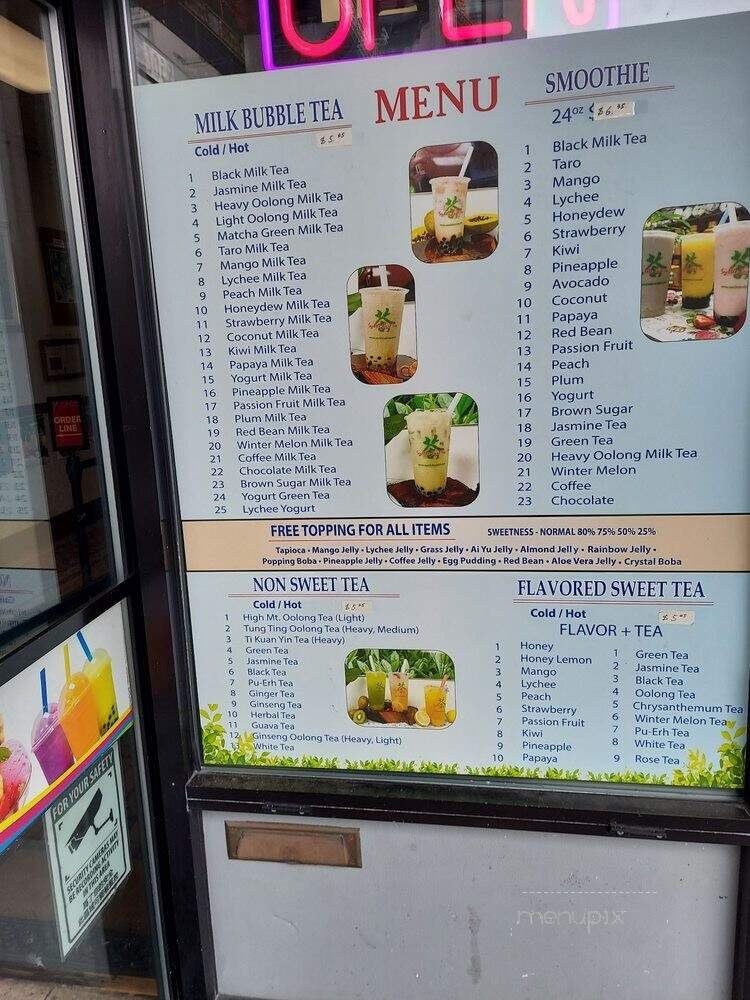 OPEN
MENU
MILK BUBBLE TEA
Cold / Hot
$5.95
1 Black Milk Tea
2 Jasmine Milk Tea
3 Heavy Oolong Milk Tea
4 Light Oolong Milk Tea
5 Matcha Green Milk Tea
6 Taro Milk Tea
7 Mango Milk Tea
8 Lychee Milk Tea
9 Peach Milk Tea
10 Honeydew Milk Tea
11 Strawberry Milk Tea
12 Coconut Milk Tea
13 Kiwi Milk Tea
14 Papaya Milk Tea
15 Yogurt Milk Tea
16 Pineapple Milk Tea
17 Passion Fruit Milk Tea
18 Plum Milk Tea
19 Red Bean Milk Tea
20 Winter Melon Milk Tea
21 Coffee Milk Tea
22 Chocolate Milk Tea
23 Brown Sugar Milk Tea
24 Yogurt Green Tea
25 Lychee Yogurt
SMOOTHIE
24oz $6.95
1 Black Milk Tea
2 Taro
3 Mango
4 Lychee
5 Honeydew
6 Strawberry
7 Kiwi
8 Pineapple
9 Avocado
10 Coconut
11 Papaya
12 Red Bean
13 Passion Fruit
14 Peach
15 Plum
16 Yogurt
17 Brown Sugar
18 Jasmine Tea
19 Green Tea
20 Heavy Oolong Milk Tea
21 Winter Melon
22 Coffee
23 Chocolate
FREE TOPPING FOR ALL ITEMS SWEETNESS - NORMAL 80% 75% 50% 25%
Tapioca • Mango Jelly • Lychee Jelly • Grass Jelly • Ai Yu Jelly • Almond Jelly • Rainbow Jelly •
Popping Boba • Pineapple Jelly • Coffee Jelly • Egg Pudding • Red Bean • Aloe Vera Jelly • Crystal Boba
NON SWEET TEA
Cold / Hot $5.45
1 High Mt. Oolong Tea (Light)
2 Tung Ting Oolong Tea (Heavy, Medium)
3 Ti Kuan Yin Tea (Heavy)
4 Green Tea
5 Jasmine Tea
6 Black Tea
7 Pu-Erh Tea
8 Ginger Tea
9 Ginseng Tea
10 Herbal Tea
11 Guava Tea
12 Ginseng Oolong Tea (Heavy, Light)
13 White Tea
FLAVORED SWEET TEA
Cold / Hot $5.45
FLAVOR + TEA
1 Honey
2 Honey Lemon
3 Mango
4 Lychee
5 Peach
6 Strawberry
7 Passion Fruit
8 Kiwi
9 Pineapple
10 Papaya
1 Green Tea
2 Jasmine Tea
3 Black Tea
4 Oolong Tea
5 Chrysanthemum Tea
6 Winter Melon Tea
7 Pu-Erh Tea
8 White Tea
9 Rose Tea
ORDER
LINE
FOR YOUR SAFETY
SECURITY CAMERAS MAY
BE RECORDING ACTIVITY
IN THIS AREA
menupix